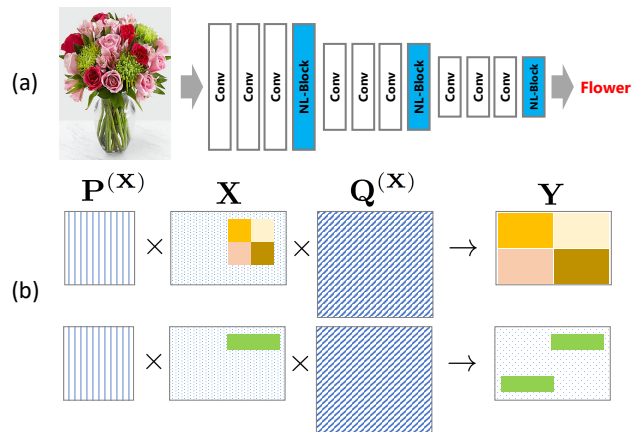 (a)
Conv
Conv
Conv
NL-Block
Conv
Conv
Conv
NL-Block
Conv
Conv
Conv
NL-Block
Flower
P^(X) X Q^(X) Y
× × →
(b)
× × →